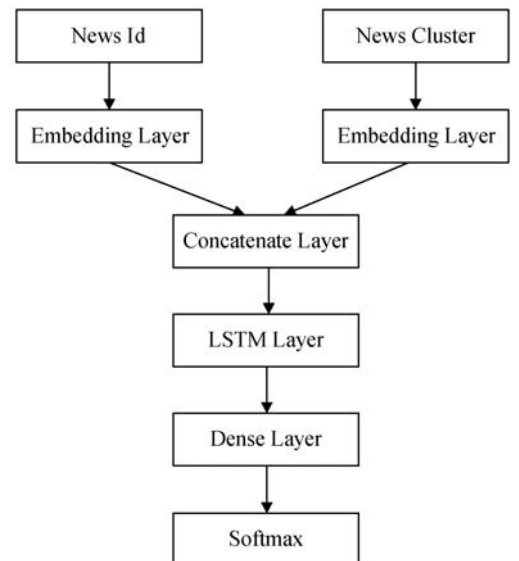 News Id
News Cluster
Embedding Layer
Embedding Layer
Concatenate Layer
LSTM Layer
Dense Layer
Softmax